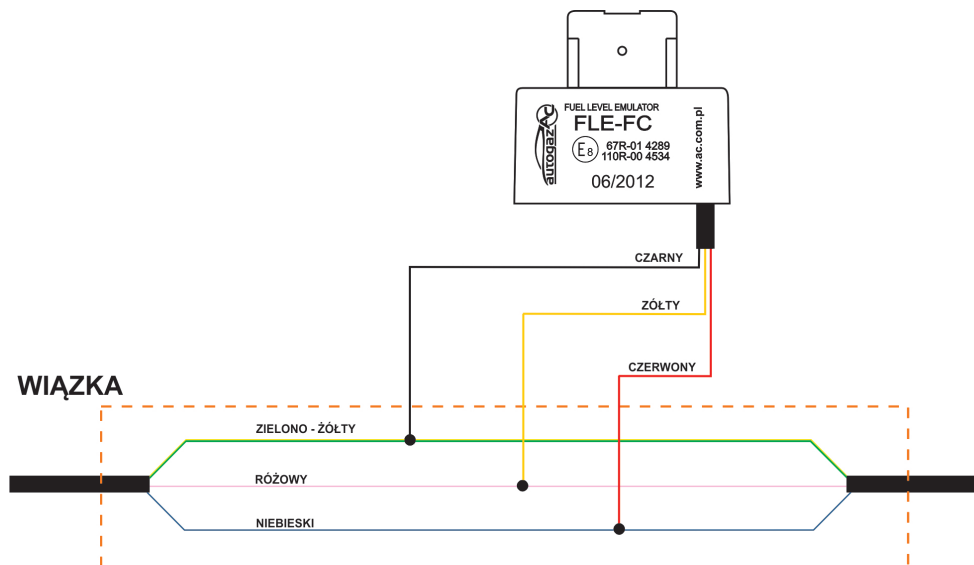 FUEL LEVEL EMULATOR
FLE-FC
E8
67R-01 4289
110R-00 4534
06/2012
autogaz AC
www.ac.com.pl
CZARNY
ZÓŁTY
CZERWONY
WIĄZKA
ZIELONO - ŻÓŁTY
RÓŻOWY
NIEBIESKI